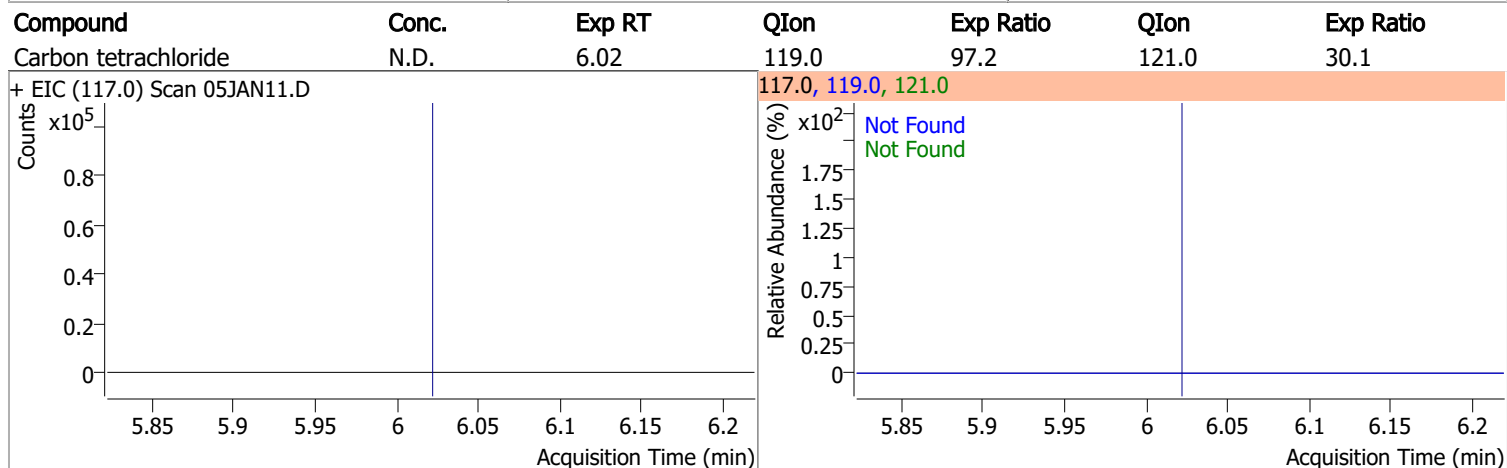 Compound Conc. Exp RT QIon Exp Ratio QIon Exp Ratio
Carbon tetrachloride N.D. 6.02 119.0 97.2 121.0 30.1
+ EIC (117.0) Scan 05JAN11.D
Counts
x10^5
0.8
0.6
0.4
0.2
0
5.85 5.9 5.95 6 6.05 6.1 6.15 6.2
Acquisition Time (min)
117.0, 119.0, 121.0
Relative Abundance (%)
x10^2
Not Found
Not Found
1.75
1.5
1.25
1
0.75
0.5
0.25
0
5.85 5.9 5.95 6 6.05 6.1 6.15 6.2
Acquisition Time (min)